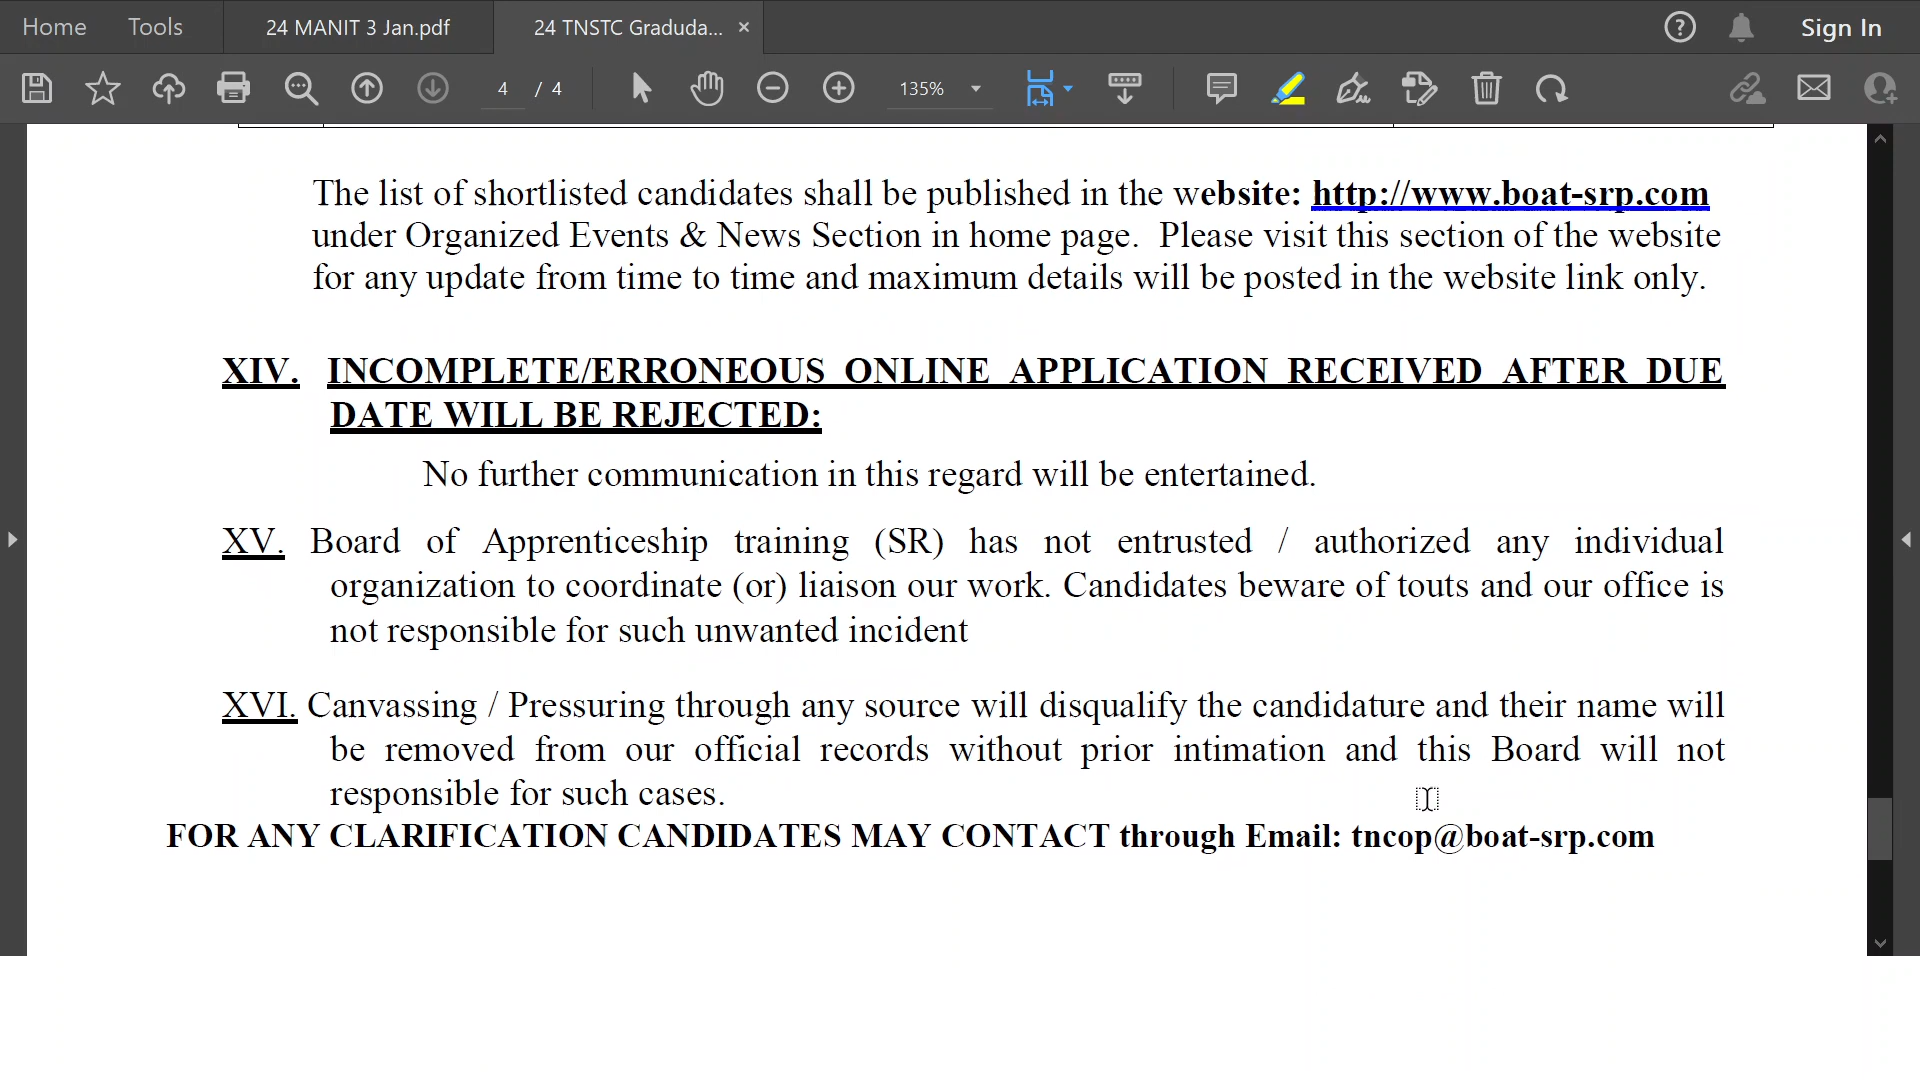 Home Tools 24 MANIT 3 Jan.pdf 24 TNSTC Graduda... × Sign In
4 / 4 135%
The list of shortlisted candidates shall be published in the website: http://www.boat-srp.com
under Organized Events & News Section in home page. Please visit this section of the website
for any update from time to time and maximum details will be posted in the website link only.
XIV. INCOMPLETE/ERRONEOUS ONLINE APPLICATION RECEIVED AFTER DUE
DATE WILL BE REJECTED:
No further communication in this regard will be entertained.
XV. Board of Apprenticeship training (SR) has not entrusted / authorized any individual
organization to coordinate (or) liaison our work. Candidates beware of touts and our office is
not responsible for such unwanted incident
XVI. Canvassing / Pressuring through any source will disqualify the candidature and their name will
be removed from our official records without prior intimation and this Board will not
responsible for such cases.
FOR ANY CLARIFICATION CANDIDATES MAY CONTACT through Email: tncop@boat-srp.com